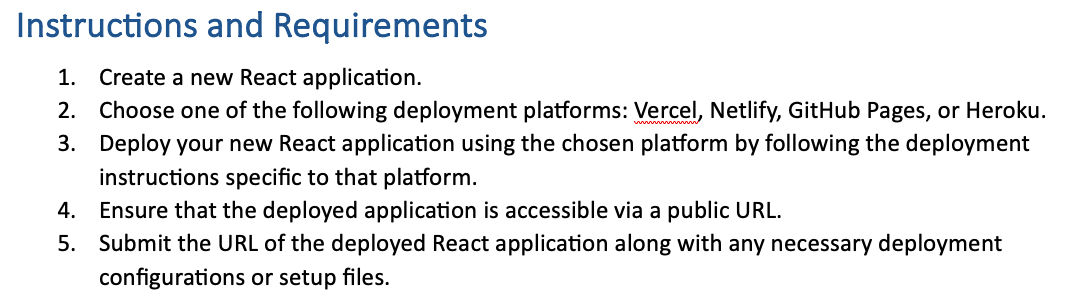 Instructions and Requirements
1. Create a new React application.
2. Choose one of the following deployment platforms: Vercel, Netlify, GitHub Pages, or Heroku.
3. Deploy your new React application using the chosen platform by following the deployment
instructions specific to that platform.
4. Ensure that the deployed application is accessible via a public URL.
5. Submit the URL of the deployed React application along with any necessary deployment
configurations or setup files.